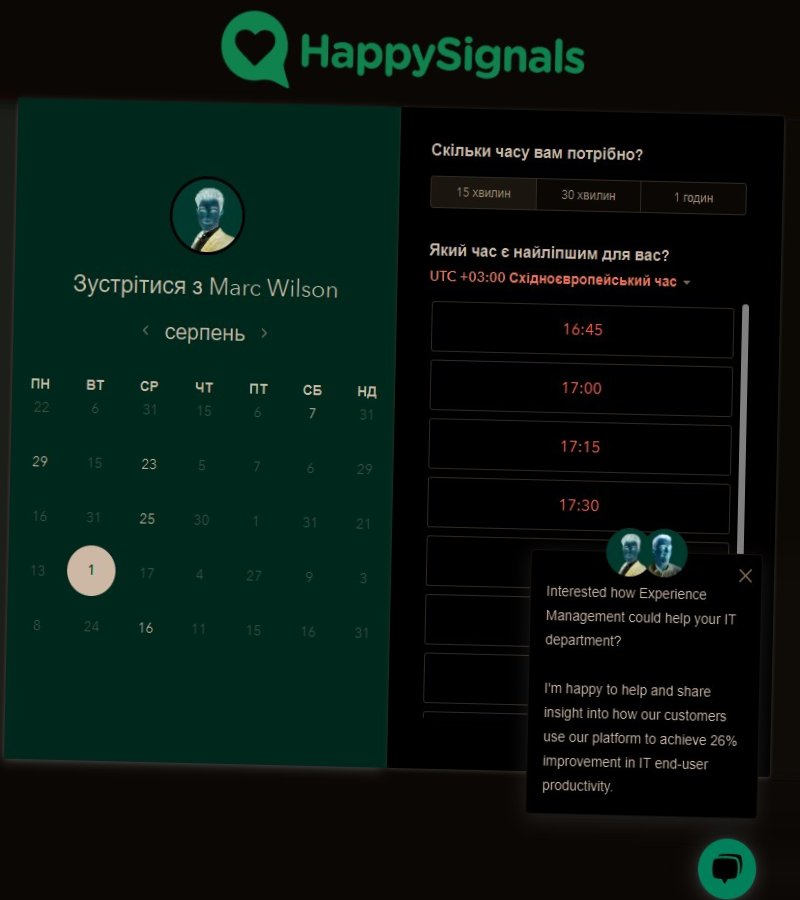 HappySignals
Зустрітися з Marc Wilson
серпень
ПН ВТ СР ЧТ ПТ СБ НД
22 6 31 15 6 7 31
29 15 23 5 7 6 29
16 31 25 30 1 31 21
13 1 17 4 27 9 3
8 24 16 11 15 16 31
Скільки часу вам потрібно?
15 хвилин 30 хвилин 1 годин
Який час є найліпшим для вас?
UTC +03:00 Східноєвропейський час
16:45
17:00
17:15
17:30
Interested how Experience
Management could help your IT
department?
I'm happy to help and share
insight into how our customers
use our platform to achieve 26%
improvement in IT end-user
productivity.